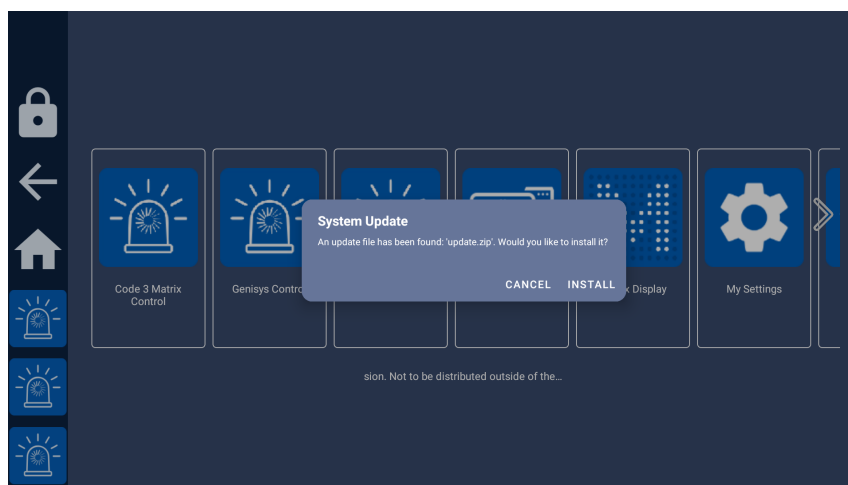 System Update
An update file has been found: 'update.zip'. Would you like to install it?
CANCEL INSTALL
Code 3 Matrix
Control
Genisys Contro
Display
My Settings
sion. Not to be distributed outside of the...